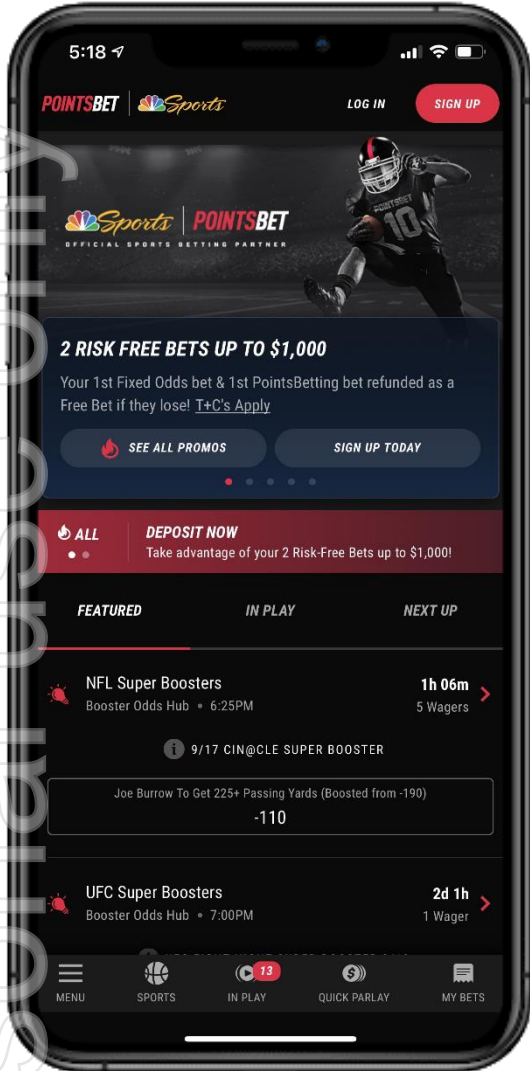 5:18
POINTSBET Sports LOG IN SIGN UP
POINTSBET
10
Sports POINTSBET
OFFICIAL SPORTS BETTING PARTNER
2 RISK FREE BETS UP TO $1,000
Your 1st Fixed Odds bet & 1st PointsBetting bet refunded as a
Free Bet if they lose! T+C's Apply
SEE ALL PROMOS SIGN UP TODAY
ALL DEPOSIT NOW
Take advantage of your 2 Risk-Free Bets up to $1,000!
FEATURED IN PLAY NEXT UP
NFL Super Boosters 1h 06m
Booster Odds Hub • 6:25PM 5 Wagers
i 9/17 CIN@CLE SUPER BOOSTER
Joe Burrow To Get 225+ Passing Yards (Boosted from -190)
-110
UFC Super Boosters 2d 1h
Booster Odds Hub • 7:00PM 1 Wager
13
MENU SPORTS IN PLAY QUICK PARLAY MY BETS
sonal use only